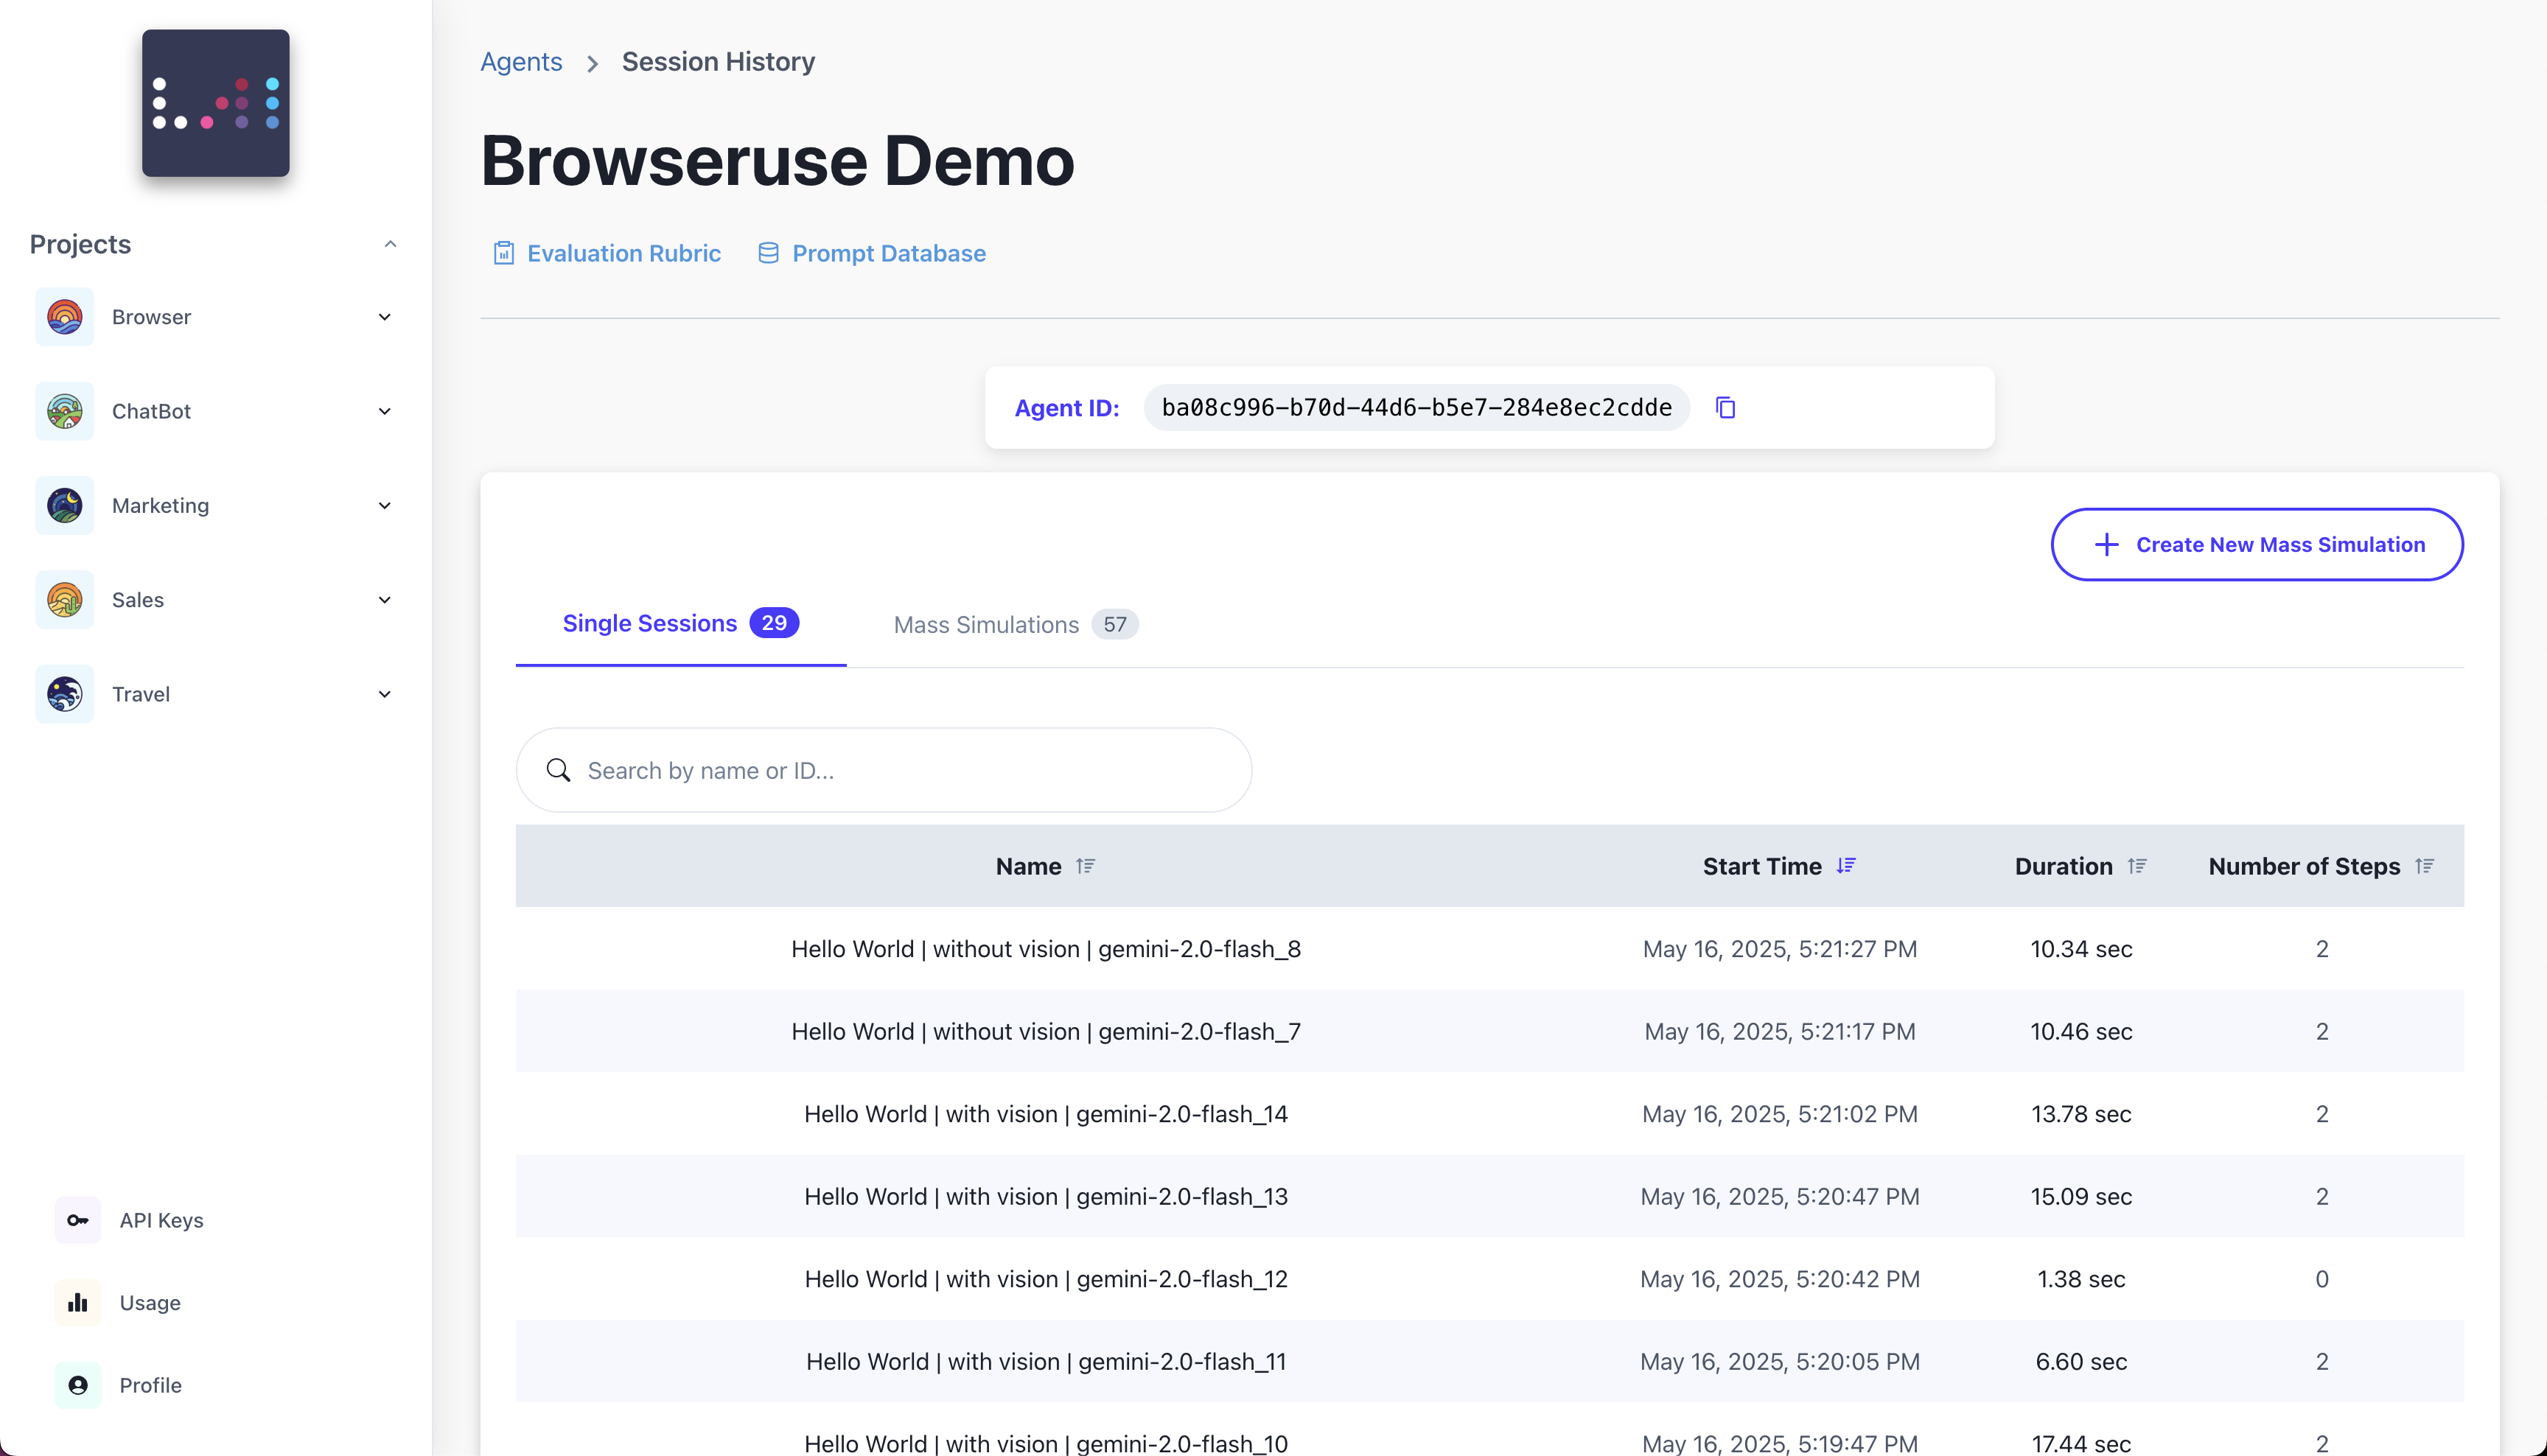 Agents > Session History
Browseruse Demo
Evaluation Rubric Prompt Database
Projects
Browser
ChatBot
Marketing
Sales
Travel
API Keys
Usage
Profile
Agent ID: ba08c996-b70d-44d6-b5e7-284e8ec2cdde
Create New Mass Simulation
Single Sessions 29 Mass Simulations 57
Search by name or ID...
Name Start Time Duration Number of Steps
Hello World | without vision | gemini-2.0-flash_8 May 16, 2025, 5:21:27 PM 10.34 sec 2
Hello World | without vision | gemini-2.0-flash_7 May 16, 2025, 5:21:17 PM 10.46 sec 2
Hello World | with vision | gemini-2.0-flash_14 May 16, 2025, 5:21:02 PM 13.78 sec 2
Hello World | with vision | gemini-2.0-flash_13 May 16, 2025, 5:20:47 PM 15.09 sec 2
Hello World | with vision | gemini-2.0-flash_12 May 16, 2025, 5:20:42 PM 1.38 sec 0
Hello World | with vision | gemini-2.0-flash_11 May 16, 2025, 5:20:05 PM 6.60 sec 2
Hello World | with vision | gemini-2.0-flash_10 May 16, 2025, 5:19:47 PM 17.44 sec 2